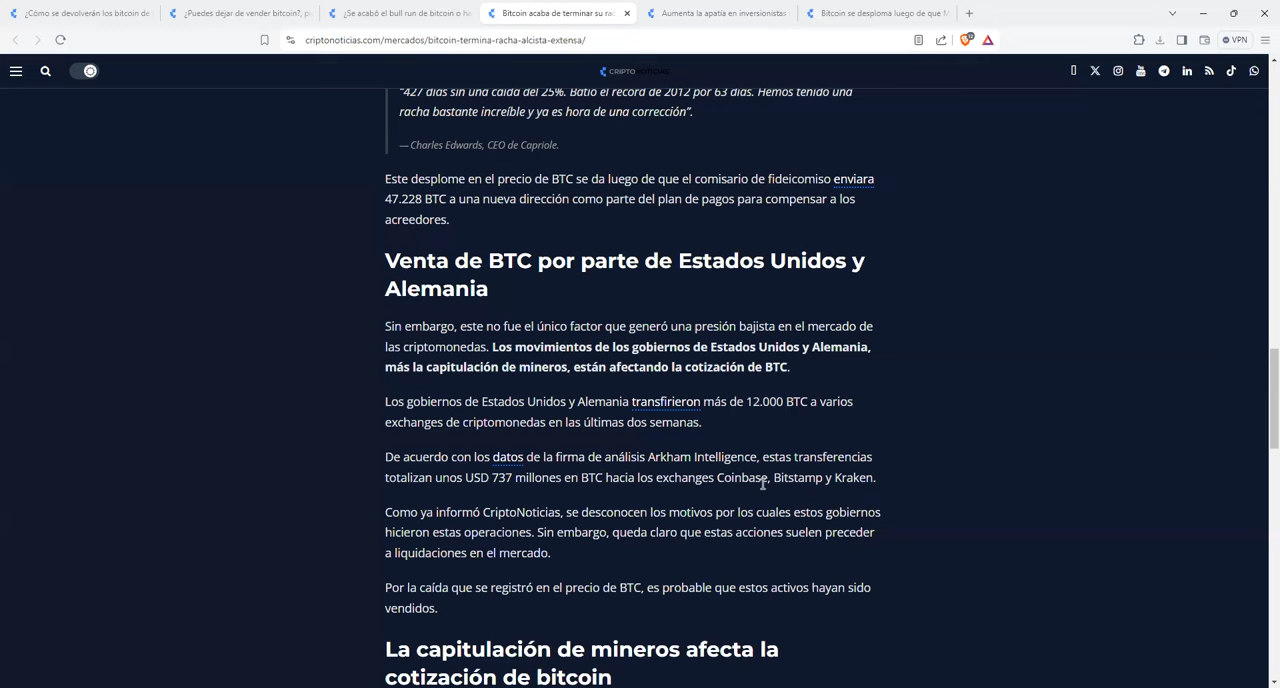 ¿Cómo se devolverán los bitcoin de
¿Puedes dejar de vender bitcoin?, p
¿Se acabó el bull run de bitcoin o hi
Bitcoin acaba de terminar su rac
Aumenta la apatía en inversionistas
Bitcoin se desploma luego de que M
criptonoticias.com/mercados/bitcoin-termina-racha-alcista-extensa/
VPN
CRIPTONOTICIAS
“427 días sin una caída del 25%. Batió el récord de 2012 por 63 días. Hemos tenido una
racha bastante increíble y ya es hora de una corrección”.
— Charles Edwards, CEO de Capriole.
Este desplome en el precio de BTC se da luego de que el comisario de fideicomiso enviara
47.228 BTC a una nueva dirección como parte del plan de pagos para compensar a los
acreedores.
Venta de BTC por parte de Estados Unidos y
Alemania
Sin embargo, este no fue el único factor que generó una presión bajista en el mercado de
las criptomonedas. Los movimientos de los gobiernos de Estados Unidos y Alemania,
más la capitulación de mineros, están afectando la cotización de BTC.
Los gobiernos de Estados Unidos y Alemania transfirieron más de 12.000 BTC a varios
exchanges de criptomonedas en las últimas dos semanas.
De acuerdo con los datos de la firma de análisis Arkham Intelligence, estas transferencias
totalizan unos USD 737 millones en BTC hacia los exchanges Coinbase, Bitstamp y Kraken.
Como ya informó CriptoNoticias, se desconocen los motivos por los cuales estos gobiernos
hicieron estas operaciones. Sin embargo, queda claro que estas acciones suelen preceder
a liquidaciones en el mercado.
Por la caída que se registró en el precio de BTC, es probable que estos activos hayan sido
vendidos.
La capitulación de mineros afecta la
cotización de bitcoin